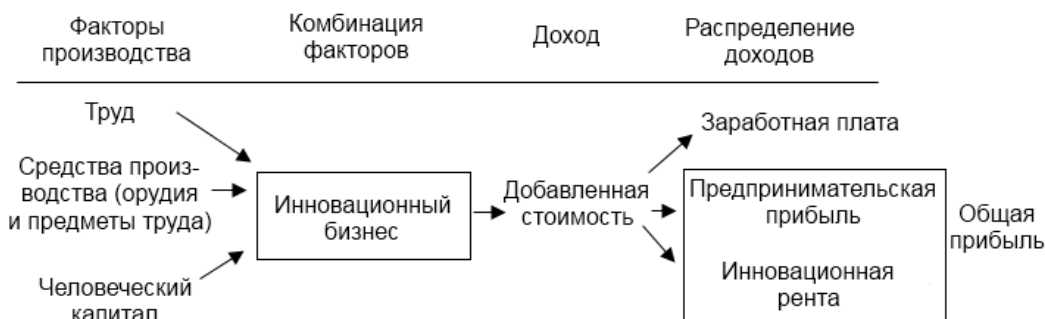 Факторы
производства
Комбинация
факторов
Доход
Распределение
доходов
Труд
Средства произ-
водства (орудия
и предметы труда)
Человеческий
капитал
Инновационный
бизнес
Добавленная
стоимость
Заработная плата
Предпринимательская
прибыль
Инновационная
рента
Общая
прибыль